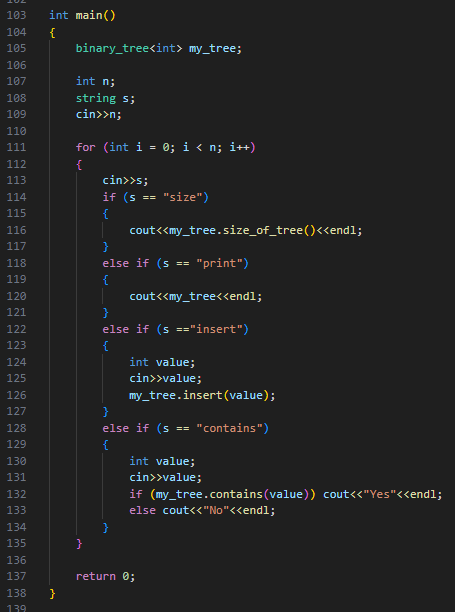 103 int main()
104 {
105     binary_tree<int> my_tree;
106
107     int n;
108     string s;
109     cin>>n;
110
111     for (int i = 0; i < n; i++)
112     {
113         cin>>s;
114         if (s == "size")
115         {
116             cout<<my_tree.size_of_tree()<<endl;
117         }
118         else if (s == "print")
119         {
120             cout<<my_tree<<endl;
121         }
122         else if (s =="insert")
123         {
124             int value;
125             cin>>value;
126             my_tree.insert(value);
127         }
128         else if (s == "contains")
129         {
130             int value;
131             cin>>value;
132             if (my_tree.contains(value)) cout<<"Yes"<<endl;
133             else cout<<"No"<<endl;
134         }
135     }
136
137     return 0;
138 }
139